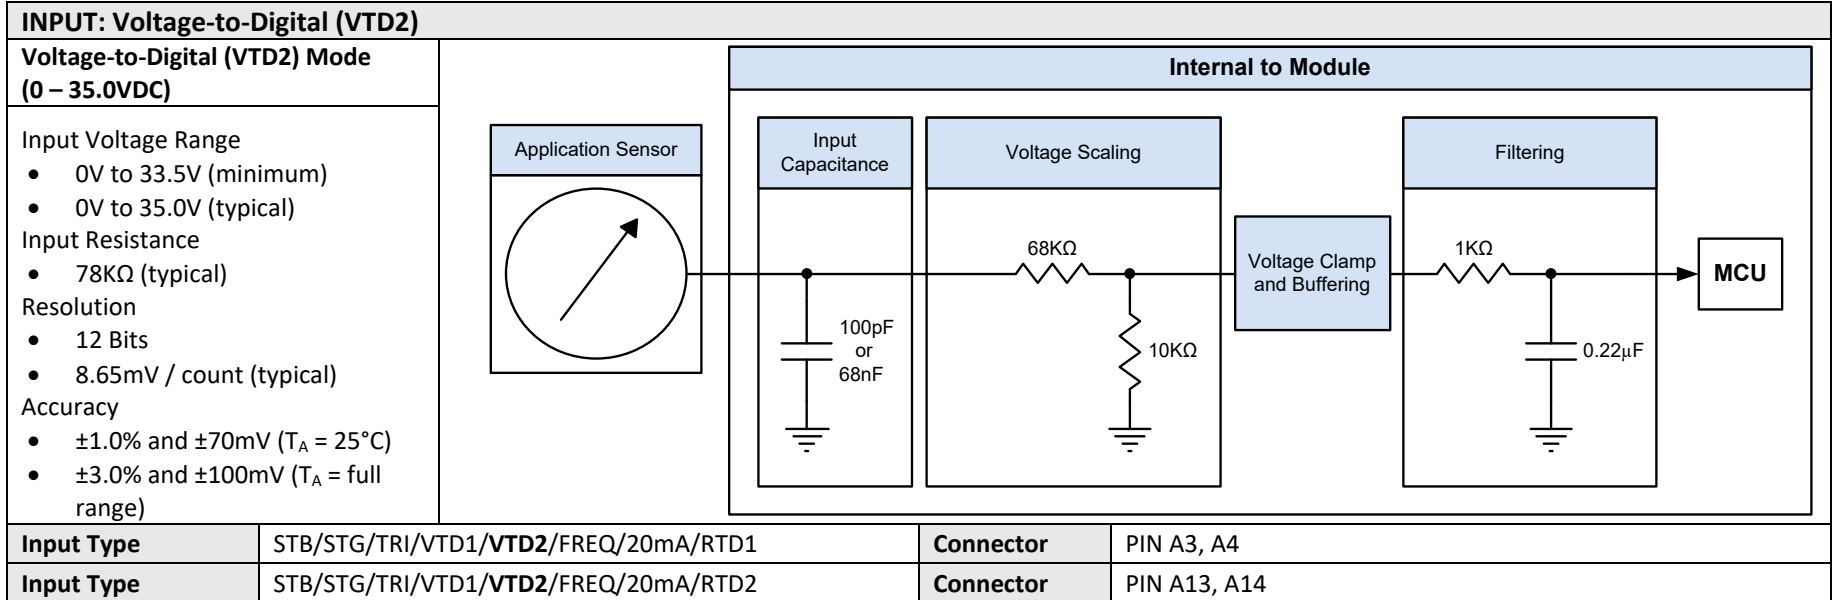 INPUT: Voltage-to-Digital (VTD2)
Voltage-to-Digital (VTD2) Mode
(0 – 35.0VDC)
Input Voltage Range
• 0V to 33.5V (minimum)
• 0V to 35.0V (typical)
Input Resistance
• 78KΩ (typical)
Resolution
• 12 Bits
• 8.65mV / count (typical)
Accuracy
• ±1.0% and ±70mV (TA = 25°C)
• ±3.0% and ±100mV (TA = full
range)
Internal to Module
Application Sensor
Input
Capacitance
100pF
or
68nF
Voltage Scaling
68KΩ
10KΩ
Voltage Clamp
and Buffering
Filtering
1KΩ
0.22µF
MCU
Input Type STB/STG/TRI/VTD1/VTD2/FREQ/20mA/RTD1 Connector PIN A3, A4
Input Type STB/STG/TRI/VTD1/VTD2/FREQ/20mA/RTD2 Connector PIN A13, A14